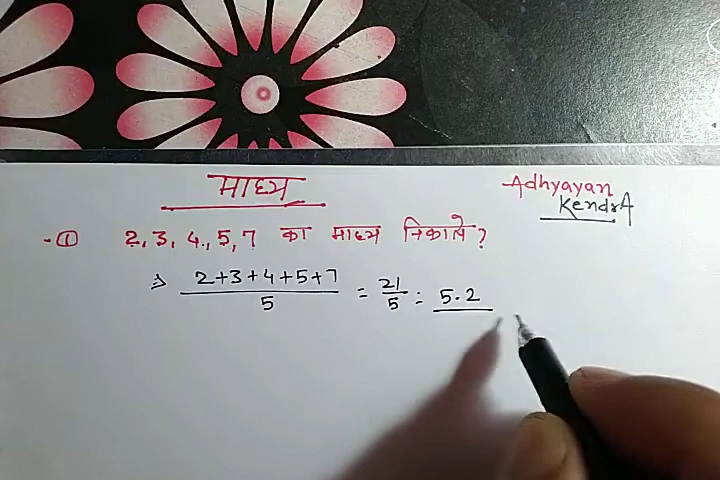 माध्य
Adhyayan
KendrA
① 2, 3, 4, 5, 7 का माध्य निकाले?
⇒ 2+3+4+5+7 / 5 = 21/5 = 5.2